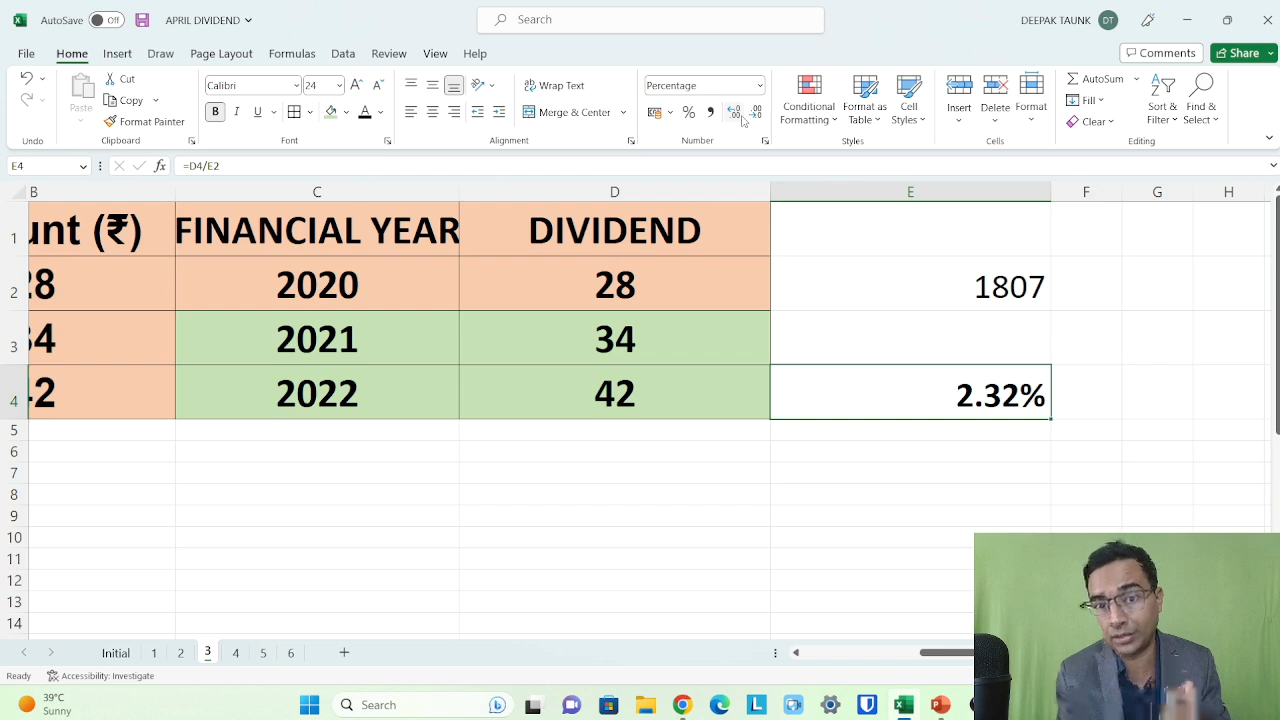 AutoSave Off APRIL DIVIDEND Search DEEPAK TAUNK DT
File Home Insert Draw Page Layout Formulas Data Review View Help Comments Share
Paste Cut Copy Format Painter
Calibri 24 A A B I U A
Wrap Text
Merge & Center
Percentage
%
Conditional Formatting Format as Table Cell Styles Insert Delete Format
AutoSum Fill Clear Sort & Filter Find & Select
Undo Clipboard Font Alignment Number Styles Cells Editing
E4 fx =D4/E2
B C D E F G H
1 unt (₹) FINANCIAL YEAR DIVIDEND
2 28 2020 28 1807
3 34 2021 34
4 42 2022 42 2.32%
5
6
7
8
9
10
11
12
13
14
Initial 1 2 3 4 5 6
Ready Accessibility: Investigate
39°C
Sunny
Search